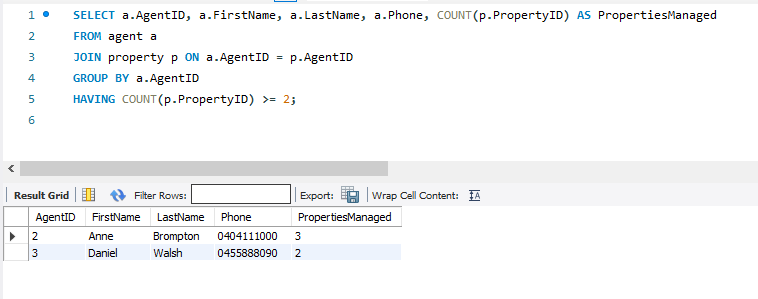 1 SELECT a.AgentID, a.FirstName, a.LastName, a.Phone, COUNT(p.PropertyID) AS PropertiesManaged
2 FROM agent a
3 JOIN property p ON a.AgentID = p.AgentID
4 GROUP BY a.AgentID
5 HAVING COUNT(p.PropertyID) >= 2;
6
Result Grid Filter Rows: Export: Wrap Cell Content: IA
AgentID FirstName LastName Phone PropertiesManaged
2 Anne Brompton 0404111000 3
3 Daniel Walsh 0455888090 2